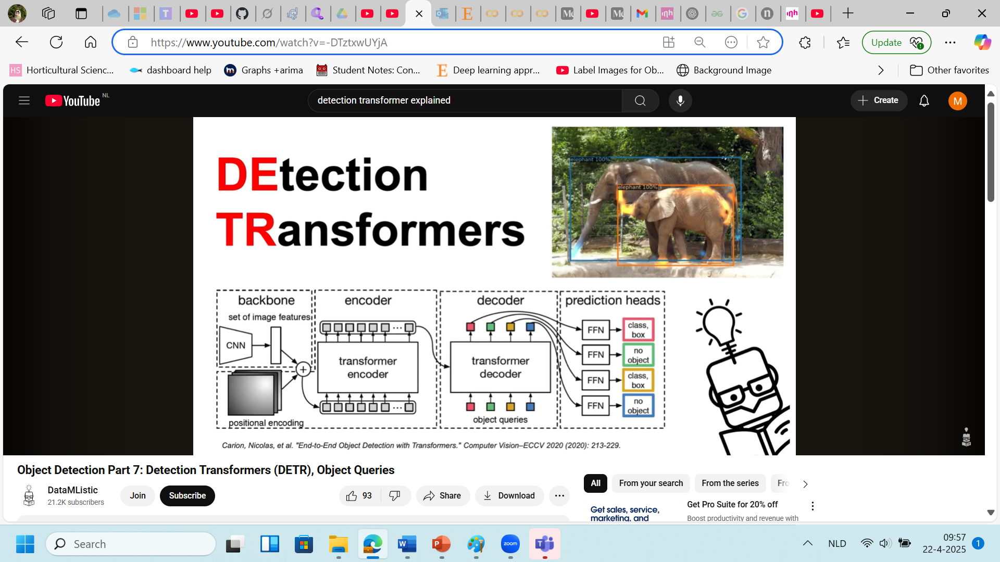 https://www.youtube.com/watch?v=-DTztxwUYjA
Update
HS Horticultural Scienc...
dashboard help
Graphs +arima
Student Notes: Con...
Deep learning appr...
Label Images for Ob...
Background Image
Other favorites
YouTube NL
detection transformer explained
Create
M
DEtection
TRansformers
elephant 100%
elephant 100%
backbone
encoder
decoder
prediction heads
set of image features
CNN
transformer
encoder
transformer
decoder
FFN
class,
box
FFN
no
object
FFN
class,
box
FFN
no
object
positional encoding
object queries
Carion, Nicolas, et al. "End-to-End Object Detection with Transformers." Computer Vision–ECCV 2020 (2020): 213-229.
Object Detection Part 7: Detection Transformers (DETR), Object Queries
DataMListic
21.2K subscribers
Join
Subscribe
93
Share
Download
All
From your search
From the series
Fro
Get sales, service,
marketing, and
Get Pro Suite for 20% off
Boost productivity and revenue with
Search
zoom
NLD
09:57
22-4-2025
1